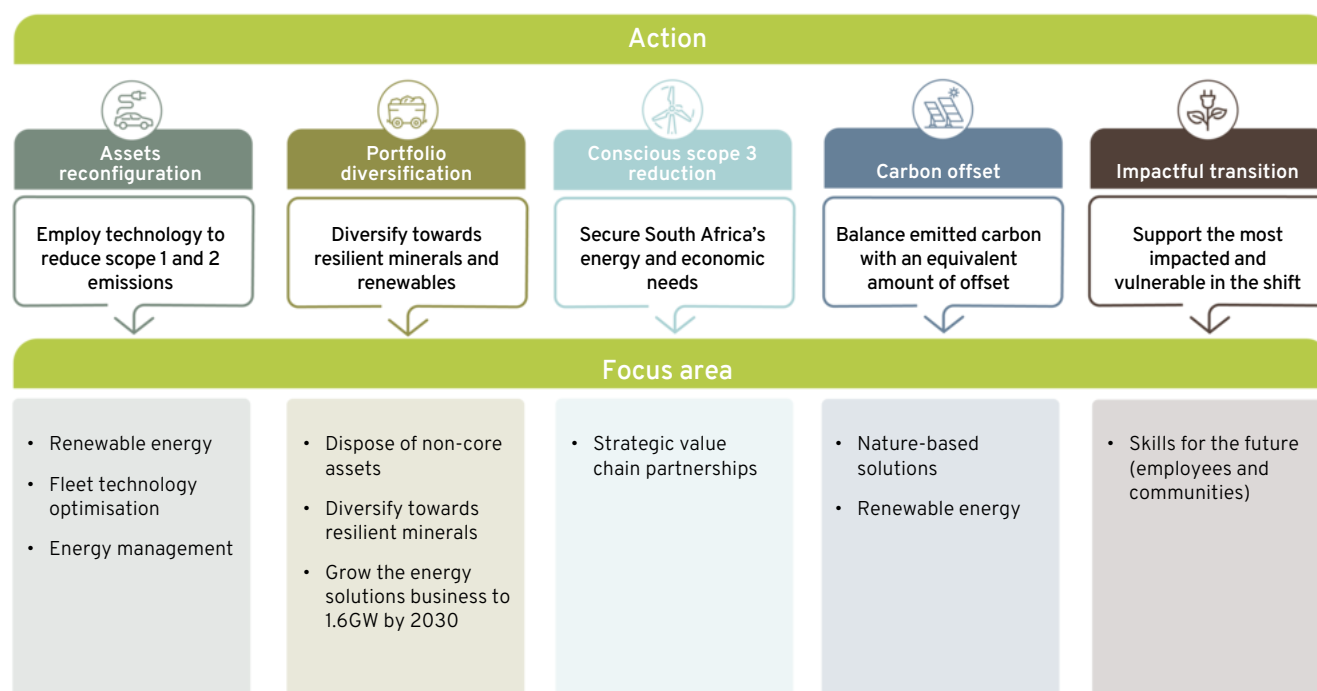 Action
Assets
reconfiguration
Employ technology to
reduce scope 1 and 2
emissions
Portfolio
diversification
Diversify towards
resilient minerals and
renewables
Conscious scope 3
reduction
Secure South Africa's
energy and economic
needs
Carbon offset
Balance emitted carbon
with an equivalent
amount of offset
Impactful transition
Support the most
impacted and
vulnerable in the shift
Focus area
• Renewable energy
• Fleet technology
optimisation
• Energy management
• Dispose of non-core
assets
• Diversify towards
resilient minerals
• Grow the energy
solutions business to
1.6GW by 2030
• Strategic value
chain partnerships
• Nature-based
solutions
• Renewable energy
• Skills for the future
(employees and
communities)